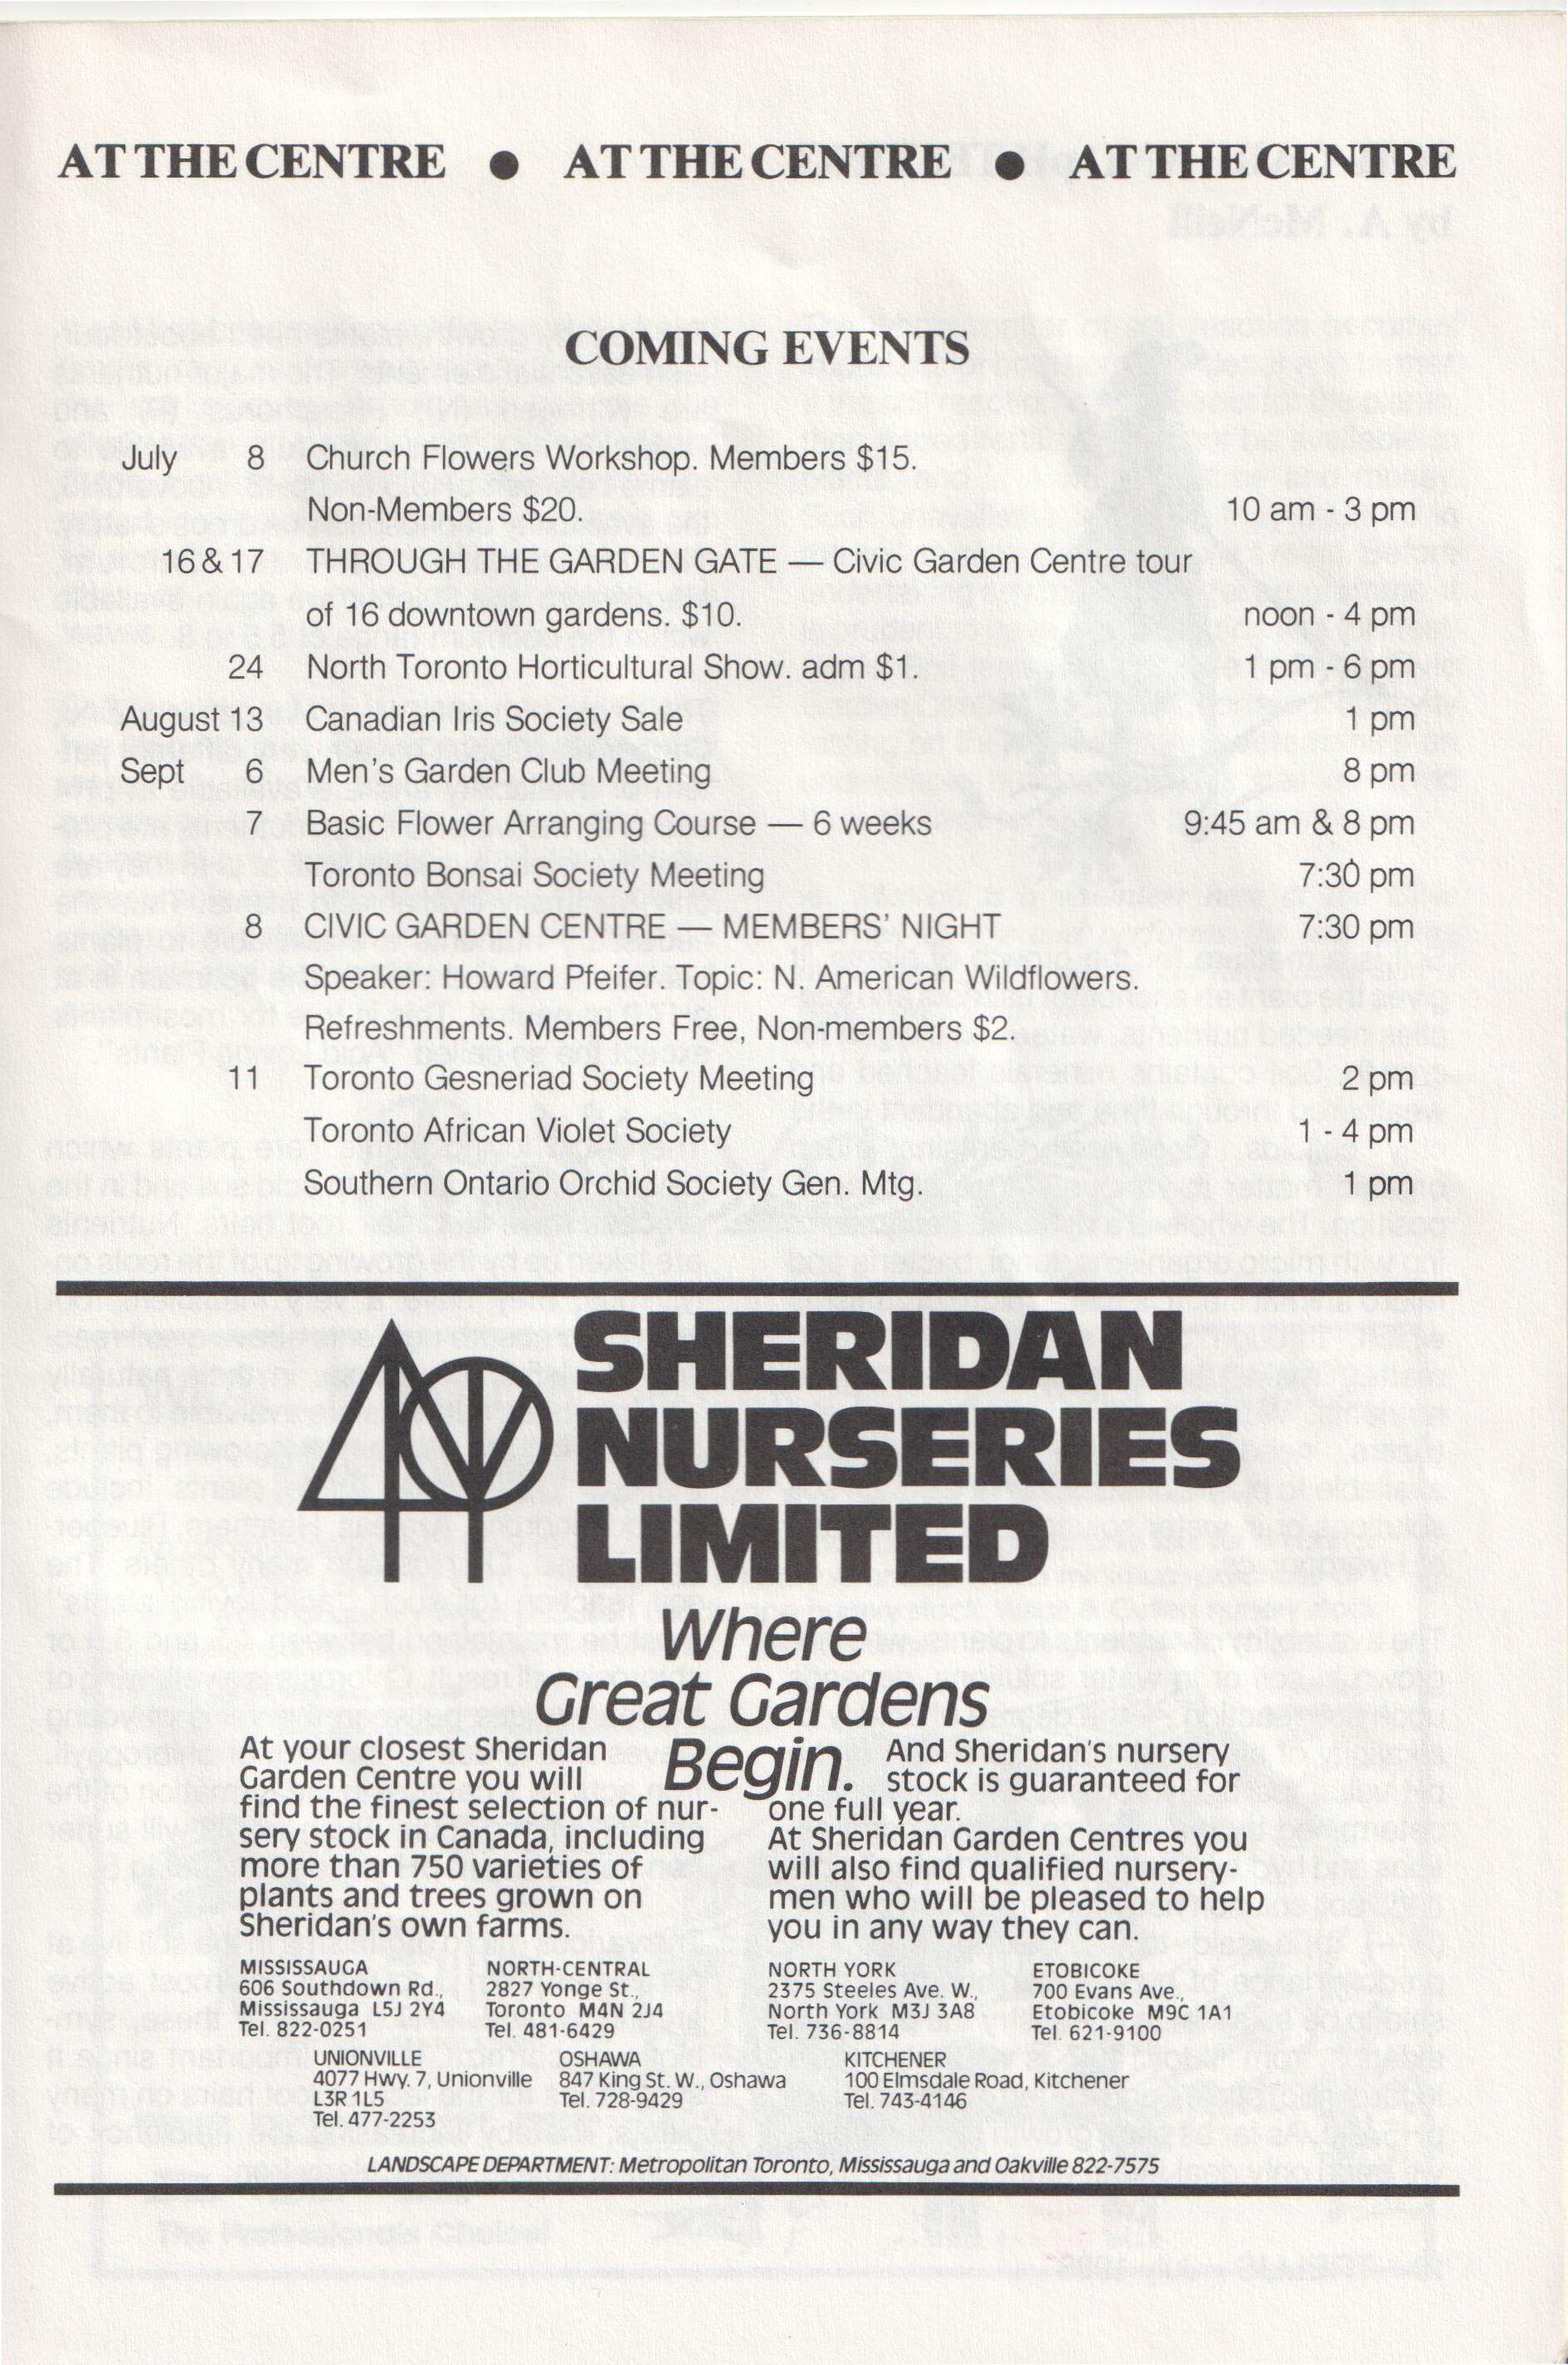 AT THE CENTRE ● AT THE CENTRE ● AT THE CENTRE
COMING EVENTS
July 8 Church Flowers Workshop. Members $15.
Non-Members $20. 10 am - 3 pm
16 & 17 THROUGH THE GARDEN GATE — Civic Garden Centre tour
of 16 downtown gardens. $10. noon - 4 pm
24 North Toronto Horticultural Show. adm $1. 1 pm - 6 pm
August 13 Canadian Iris Society Sale 1 pm
Sept 6 Men's Garden Club Meeting 8 pm
7 Basic Flower Arranging Course — 6 weeks 9:45 am & 8 pm
Toronto Bonsai Society Meeting 7:30 pm
8 CIVIC GARDEN CENTRE — MEMBERS' NIGHT 7:30 pm
Speaker: Howard Pfeifer. Topic: N. American Wildflowers.
Refreshments. Members Free, Non-members $2.
11 Toronto Gesneriad Society Meeting 2 pm
Toronto African Violet Society 1 - 4 pm
Southern Ontario Orchid Society Gen. Mtg. 1 pm
SHERIDAN
NURSERIES
LIMITED
Where
Great Gardens
Begin.
At your closest Sheridan
Garden Centre you will
find the finest selection of nur-
sery stock in Canada, including
more than 750 varieties of
plants and trees grown on
Sheridan's own farms.
And Sheridan's nursery
stock is guaranteed for
one full year.
At Sheridan Garden Centres you
will also find qualified nursery-
men who will be pleased to help
you in any way they can.
MISSISSAUGA
606 Southdown Rd.,
Mississauga L5J 2Y4
Tel. 822-0251
NORTH-CENTRAL
2827 Yonge St.,
Toronto M4N 2J4
Tel. 481-6429
NORTH YORK
2375 Steeles Ave. W.,
North York M3J 3A8
Tel. 736-8814
ETOBICOKE
700 Evans Ave.,
Etobicoke M9C 1A1
Tel. 621-9100
UNIONVILLE
4077 Hwy. 7, Unionville
L3R 1L5
Tel. 477-2253
OSHAWA
847 King St. W., Oshawa
Tel. 728-9429
KITCHENER
100 Elmsdale Road, Kitchener
Tel. 743-4146
LANDSCAPE DEPARTMENT: Metropolitan Toronto, Mississauga and Oakville 822-7575